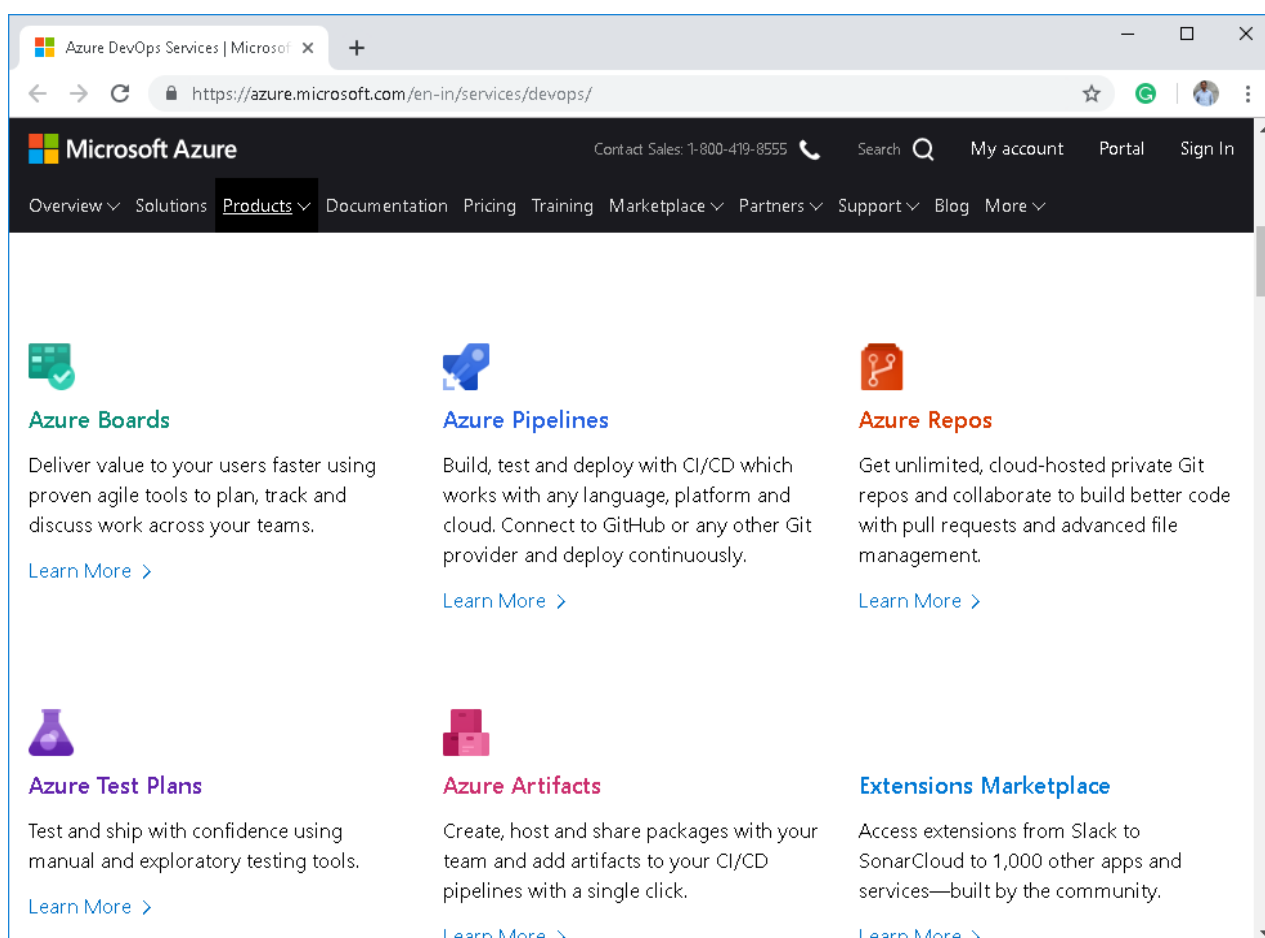 Azure DevOps Services | Microsof
https://azure.microsoft.com/en-in/services/devops/
Microsoft Azure
Contact Sales: 1-800-419-8555 Search My account Portal Sign In
Overview Solutions Products Documentation Pricing Training Marketplace Partners Support Blog More
Azure Boards
Deliver value to your users faster using
proven agile tools to plan, track and
discuss work across your teams.
Learn More
Azure Pipelines
Build, test and deploy with CI/CD which
works with any language, platform and
cloud. Connect to GitHub or any other Git
provider and deploy continuously.
Learn More
Azure Repos
Get unlimited, cloud-hosted private Git
repos and collaborate to build better code
with pull requests and advanced file
management.
Learn More
Azure Test Plans
Test and ship with confidence using
manual and exploratory testing tools.
Learn More
Azure Artifacts
Create, host and share packages with your
team and add artifacts to your CI/CD
pipelines with a single click.
Learn More
Extensions Marketplace
Access extensions from Slack to
SonarCloud to 1,000 other apps and
services—built by the community.
Learn More